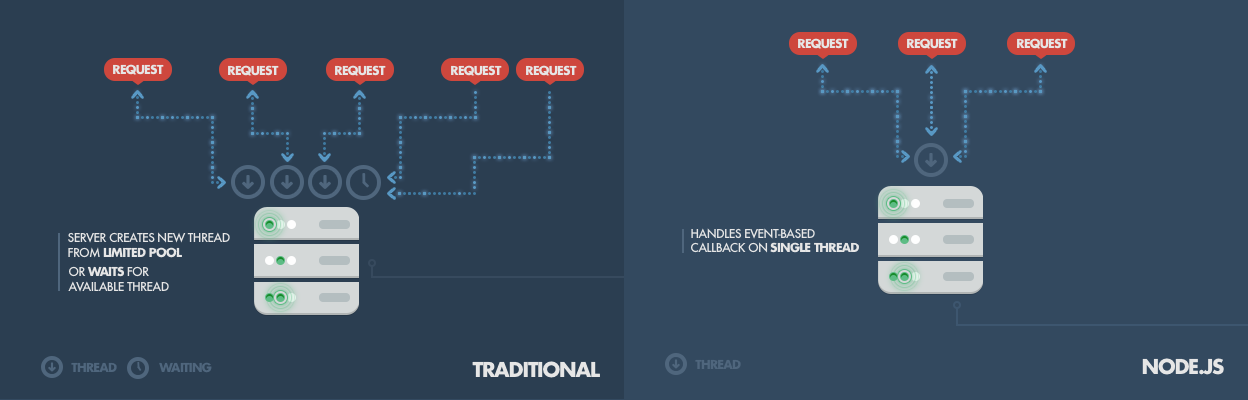 REQUEST
REQUEST
REQUEST
REQUEST
REQUEST
SERVER CREATES NEW THREAD
FROM LIMITED POOL
OR WAITS FOR
AVAILABLE THREAD
THREAD
WAITING
TRADITIONAL
REQUEST
REQUEST
REQUEST
HANDLES EVENT-BASED
CALLBACK ON SINGLE THREAD
THREAD
NODE.JS